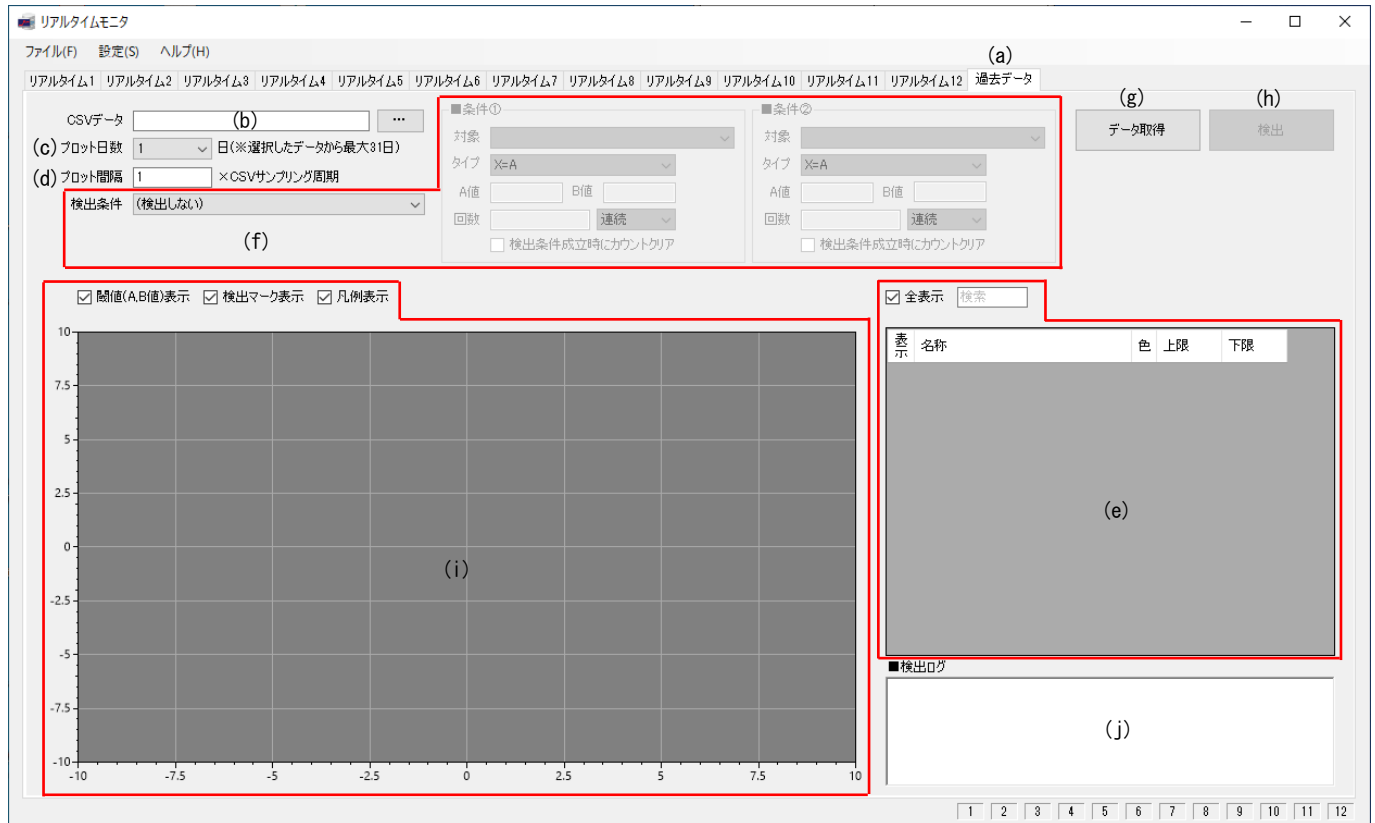 リアルタイムモニタ
ファイル(F) 設定(S) ヘルプ(H)
(a)
リアルタイム1 リアルタイム2 リアルタイム3 リアルタイム4 リアルタイム5 リアルタイム6 リアルタイム7 リアルタイム8 リアルタイム9 リアルタイム10 リアルタイム11 リアルタイム12 過去データ
CSVデータ (b) ...
(c) プロット日数 1 日(※選択したデータから最大31日)
(d) プロット間隔 1 ×CSVサンプリング周期
検出条件 (検出しない)
(f)
■条件①
対象
タイプ X=A
A値 B値
回数 連続
検出条件成立時にカウントクリア
■条件②
対象
タイプ X=A
A値 B値
回数 連続
検出条件成立時にカウントクリア
(g) (h)
データ取得 検出
閾値(A,B値)表示 検出マーク表示 凡例表示
10
7.5
5
2.5
0
-2.5
-5
-7.5
-10
(i)
-10 -7.5 -5 -2.5 0 2.5 5 7.5 10
全表示 検索
表示 名称 色 上限 下限
(e)
■検出ログ
(j)
1 2 3 4 5 6 7 8 9 10 11 12